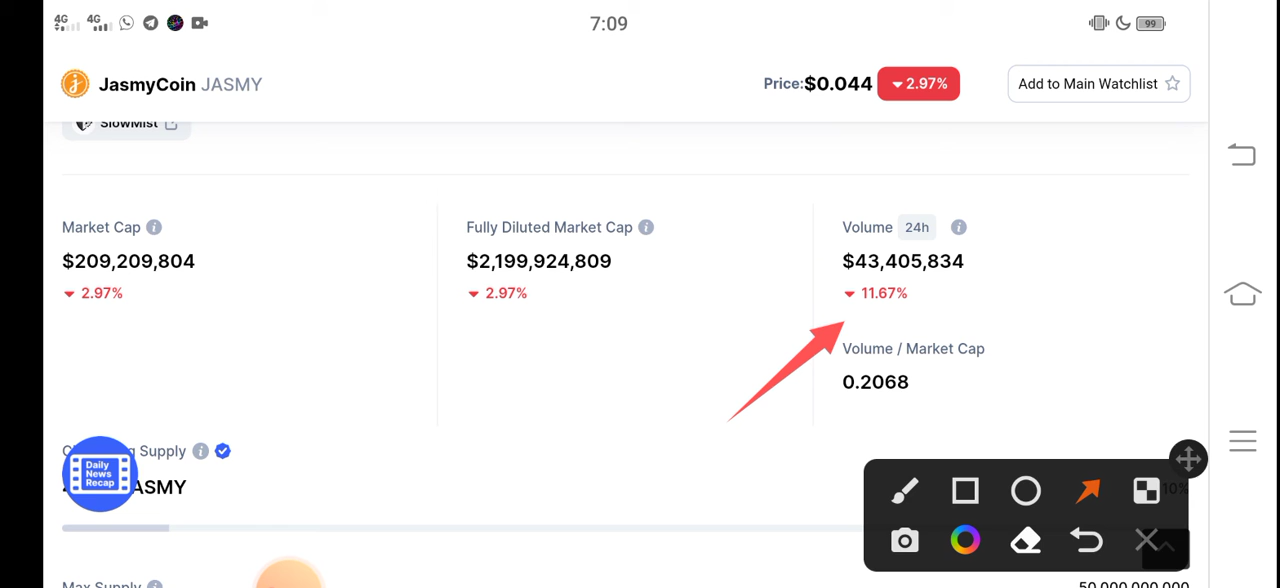 4G 4G 7:09 99
JasmyCoin JASMY Price:$0.044 2.97% Add to Main Watchlist
SlowMist
Market Cap Fully Diluted Market Cap Volume 24h
$209,209,804 $2,199,924,809 $43,405,834
2.97% 2.97% 11.67%
Volume / Market Cap
0.2068
Supply
Daily
News
Recap
10%
Max Supply 50,000,000,000